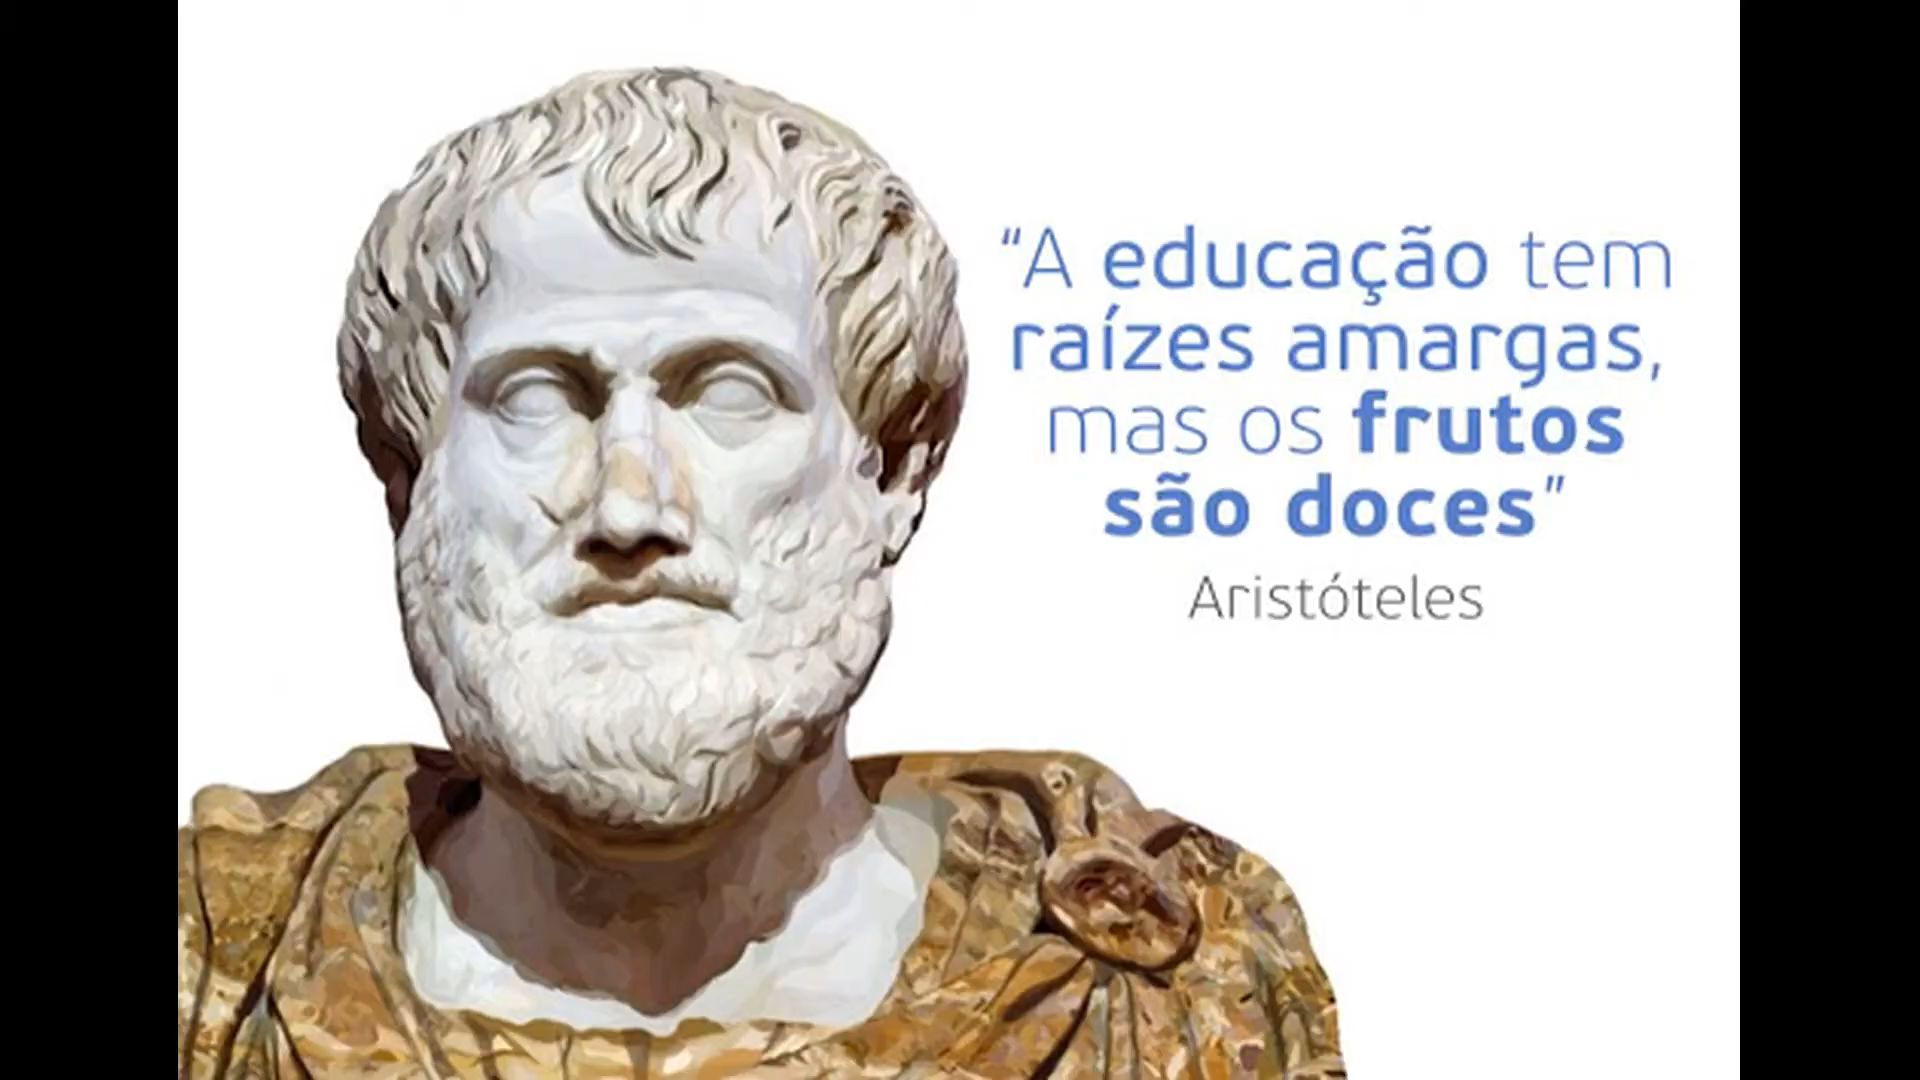 “A educação tem
raízes amargas,
mas os frutos
são doces”
Aristóteles